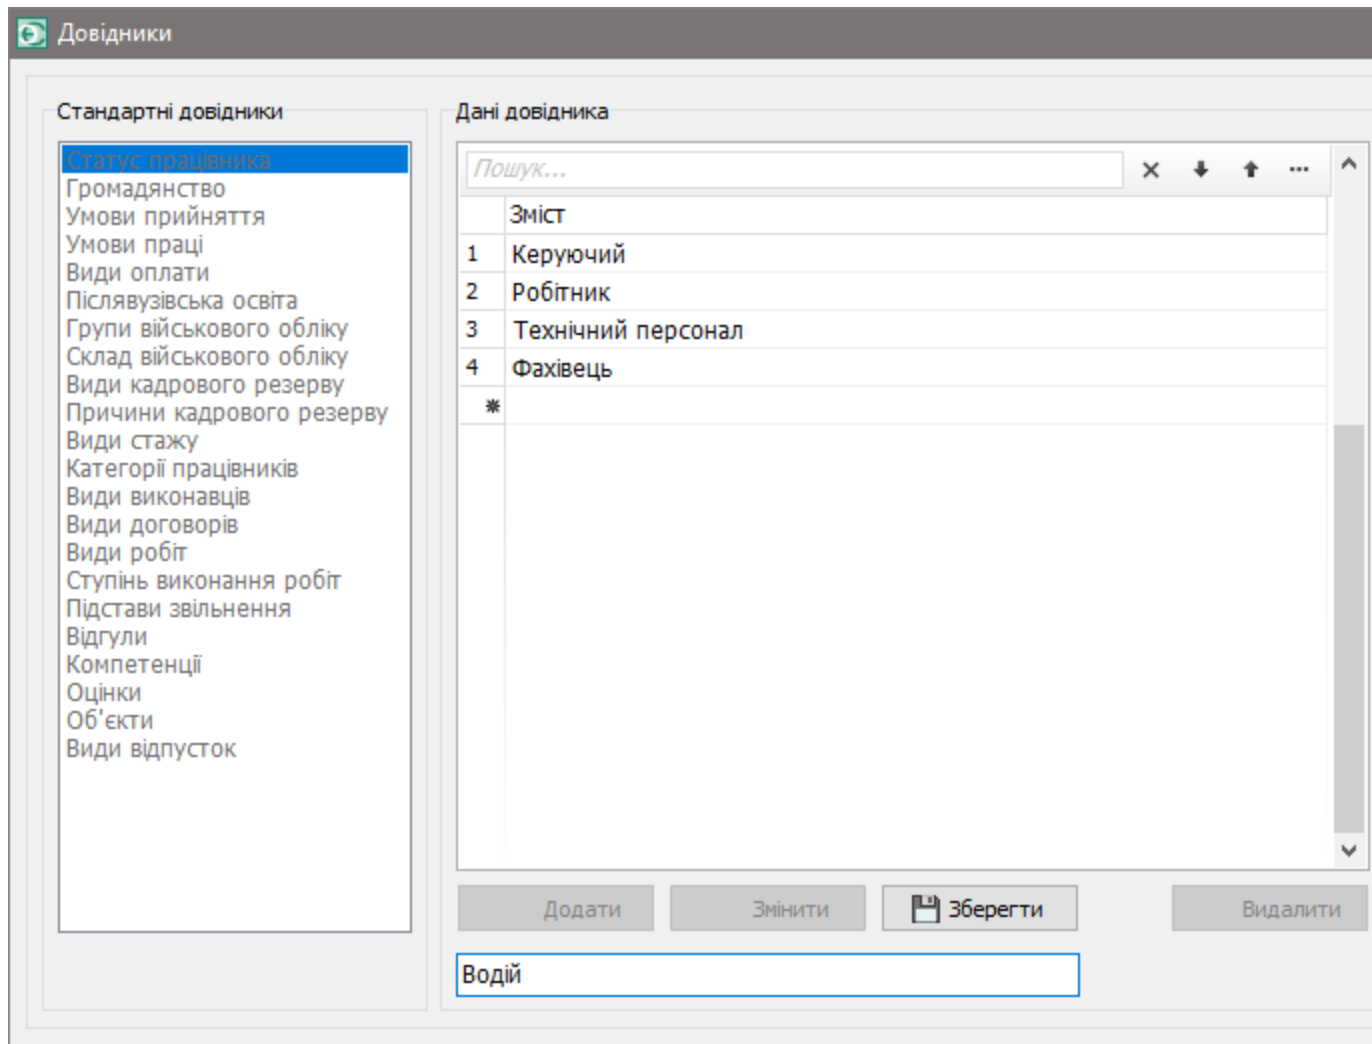 Довідники
Стандартні довідники
Статус працівника
Громадянство
Умови прийняття
Умови праці
Види оплати
Післявузівська освіта
Групи військового обліку
Склад військового обліку
Види кадрового резерву
Причини кадрового резерву
Види стажу
Категорії працівників
Види виконавців
Види договорів
Види робіт
Ступінь виконання робіт
Підстави звільнення
Відгули
Компетенції
Оцінки
Об'єкти
Види відпусток
Дані довідника
Пошук...
Зміст
1 Керуючий
2 Робітник
3 Технічний персонал
4 Фахівець
Додати Змінити Зберегти Видалити
Водій